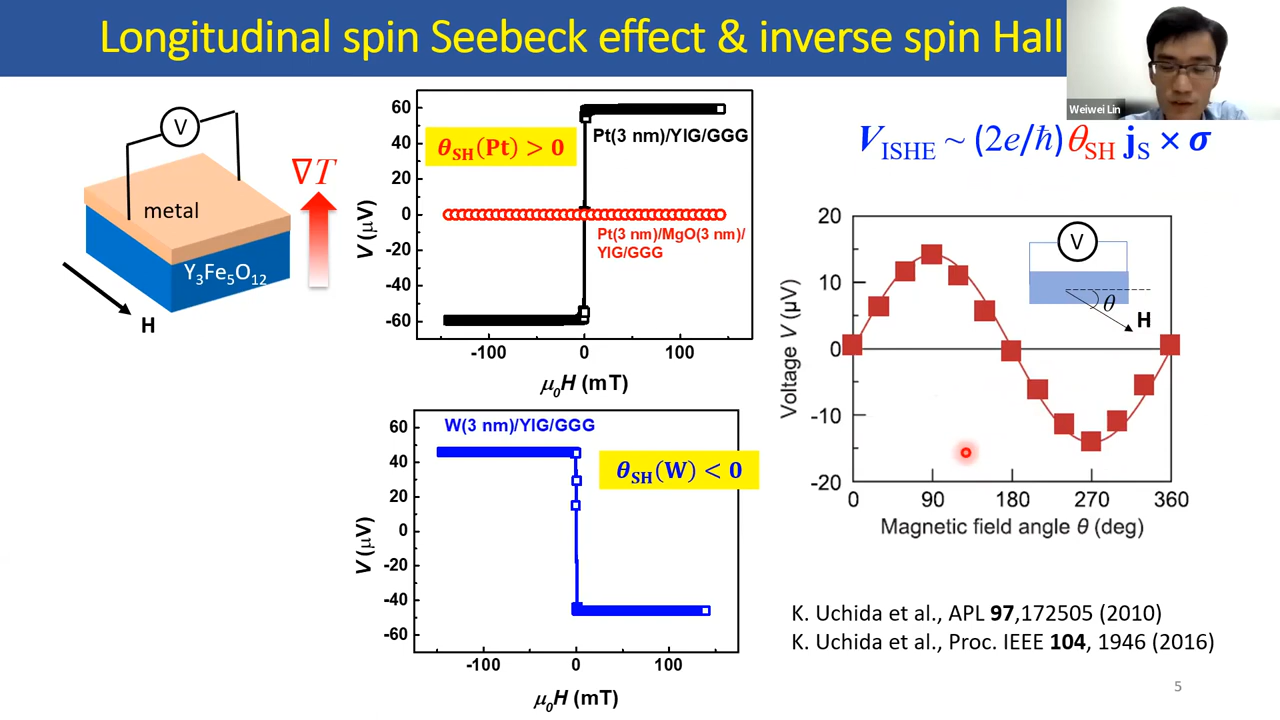 Longitudinal spin Seebeck effect & inverse spin Hall
Weiwei Lin
V
∇T
metal
Y₃Fe₅O₁₂
H
60
40
20
0
-20
-40
-60
V (μV)
θSH(Pt) > 0
Pt(3 nm)/YIG/GGG
Pt(3 nm)/MgO(3 nm)/
YIG/GGG
-100 0 100
μ₀H (mT)
60
40
20
0
-20
-40
-60
V (μV)
W(3 nm)/YIG/GGG
θSH(W) < 0
-100 0 100
μ₀H (mT)
VISHE ~ (2e/ħ)θSH jS × σ
20
10
0
-10
-20
Voltage V (μV)
V
θ
H
0 90 180 270 360
Magnetic field angle θ (deg)
K. Uchida et al., APL 97,172505 (2010)
K. Uchida et al., Proc. IEEE 104, 1946 (2016)
5